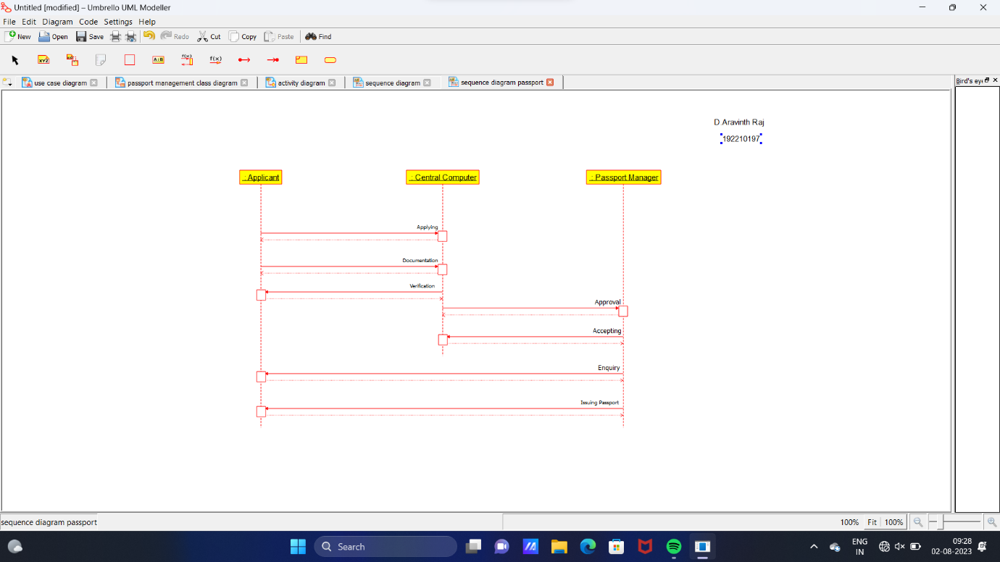 Untitled [modified] – Umbrello UML Modeller
File Edit Diagram Code Settings Help
New Open Save Redo Cut Copy Paste Find
XYZ A:B f(x) f(x)
use case diagram passport management class diagram activity diagram sequence diagram sequence diagram passport Bird's eye
D Aravinth Raj
192210197
: Applicant : Central Computer : Passport Manager
Applying
Documentation
Verification
Approval
Accepting
Enquiry
Issuing Passport
sequence diagram passport 100% Fit 100%
Search ENG IN 09:28 02-08-2023